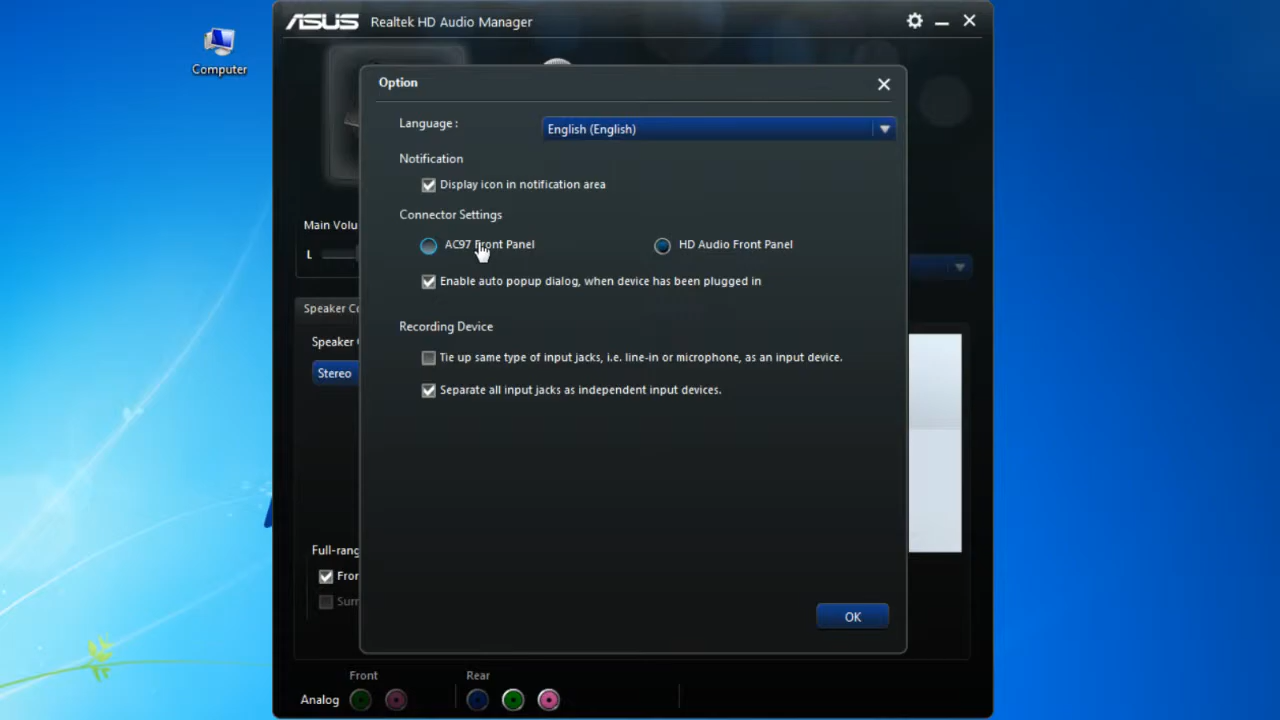 ASUS Realtek HD Audio Manager
Computer
Option
Language :
English (English)
Notification
Display icon in notification area
Connector Settings
AC97 Front Panel
HD Audio Front Panel
Enable auto popup dialog, when device has been plugged in
Recording Device
Tie up same type of input jacks, i.e. line-in or microphone, as an input device.
Separate all input jacks as independent input devices.
OK
Main Volu
L
Speaker Co
Speaker
Stereo
Full-rang
Fron
Surr
Front
Rear
Analog